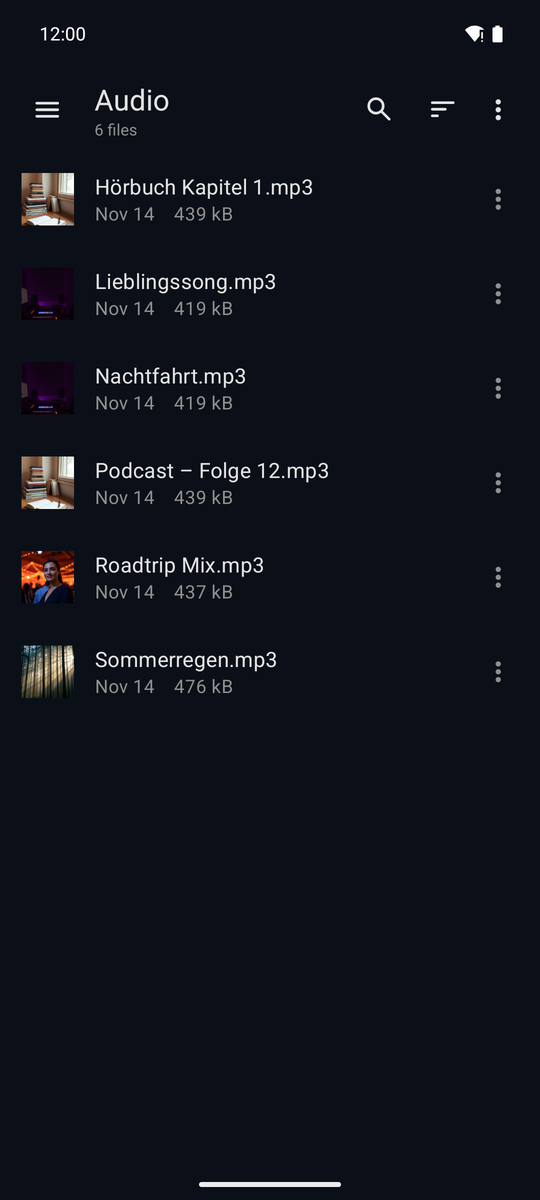 12:00
Audio
6 files
Hörbuch Kapitel 1.mp3
Nov 14 439 kB
Lieblingssong.mp3
Nov 14 419 kB
Nachtfahrt.mp3
Nov 14 419 kB
Podcast – Folge 12.mp3
Nov 14 439 kB
Roadtrip Mix.mp3
Nov 14 437 kB
Sommerregen.mp3
Nov 14 476 kB